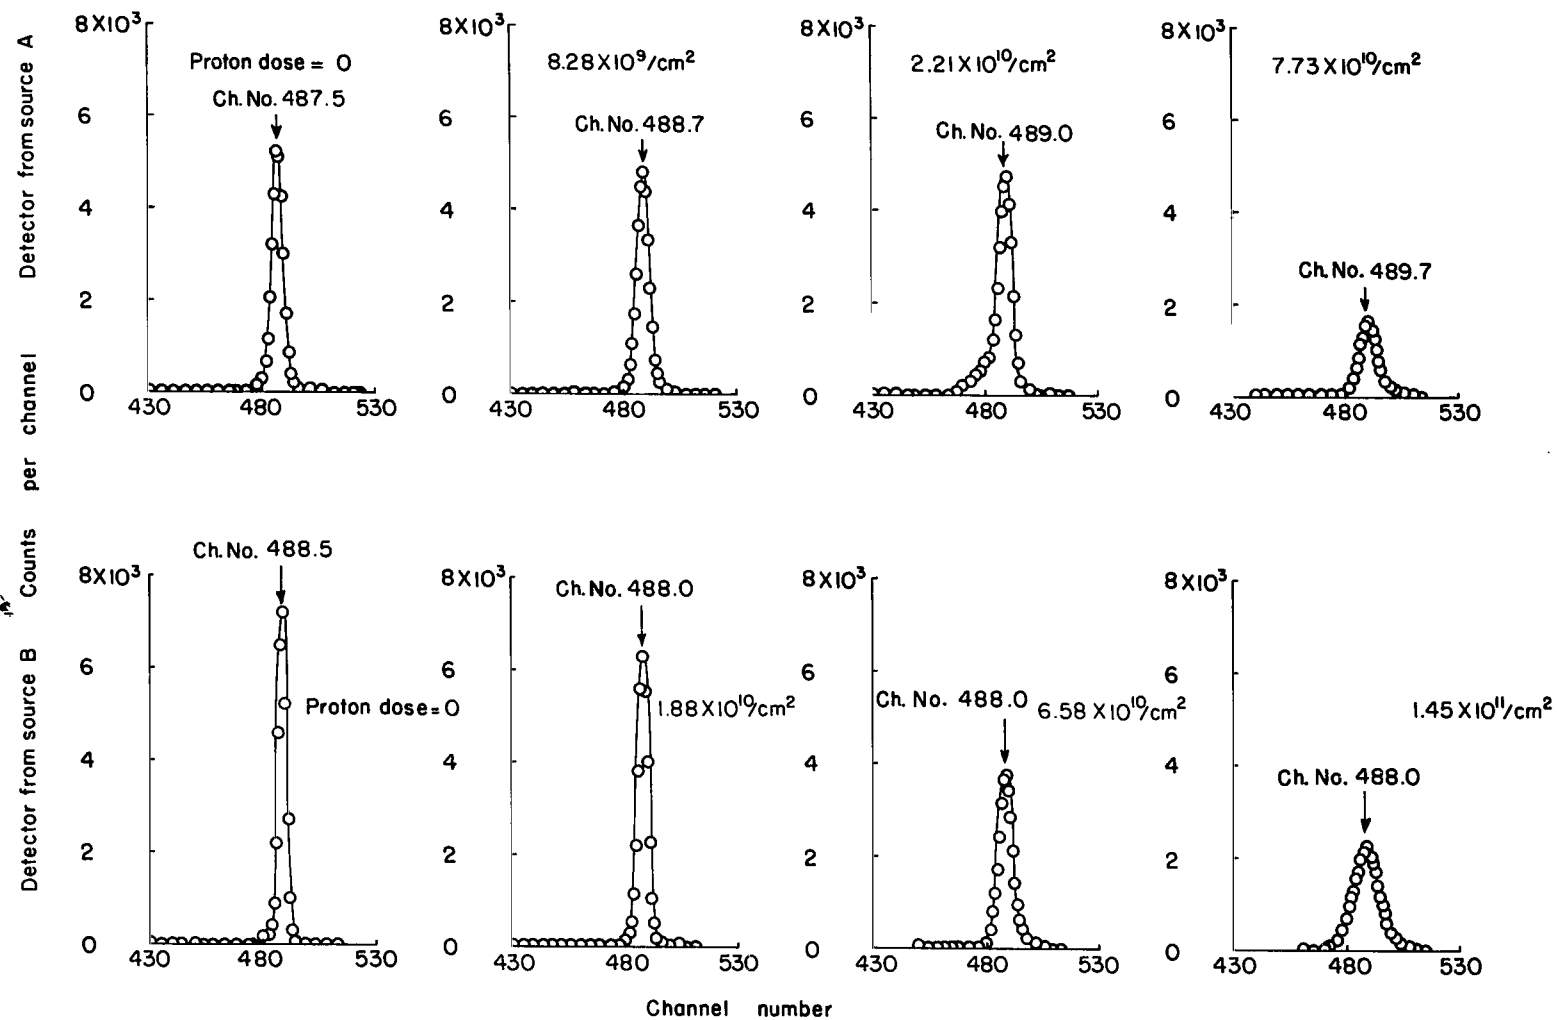 Detector from source A
8X10³
6
4
2
0
430
480
530
Proton dose = 0
Ch. No. 487.5
8X10³
6
4
2
0
430
480
530
8.28X10⁹/cm²
Ch. No. 488.7
8X10³
6
4
2
0
430
480
530
2.21X10¹⁰/cm²
Ch. No. 489.0
8X10³
6
4
2
0
430
480
530
7.73X10¹⁰/cm²
Ch. No. 489.7
Counts per channel
Detector from source B
8X10³
6
4
2
0
430
480
530
Ch. No. 488.5
Proton dose=0
8X10³
6
4
2
0
430
480
530
Ch. No. 488.0
1.88X10¹⁰/cm²
8X10³
6
4
2
0
430
480
530
Ch. No. 488.0
6.58 X10¹⁰/cm²
8X10³
6
4
2
0
430
480
530
1.45X10¹¹/cm²
Ch. No. 488.0
Channel number